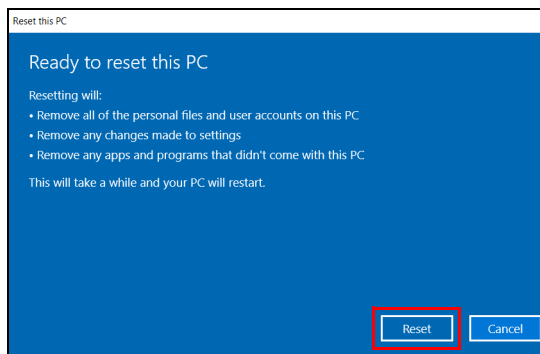 Reset this PC
Ready to reset this PC
Resetting will:
• Remove all of the personal files and user accounts on this PC
• Remove any changes made to settings
• Remove any apps and programs that didn't come with this PC
This will take a while and your PC will restart.
Reset Cancel